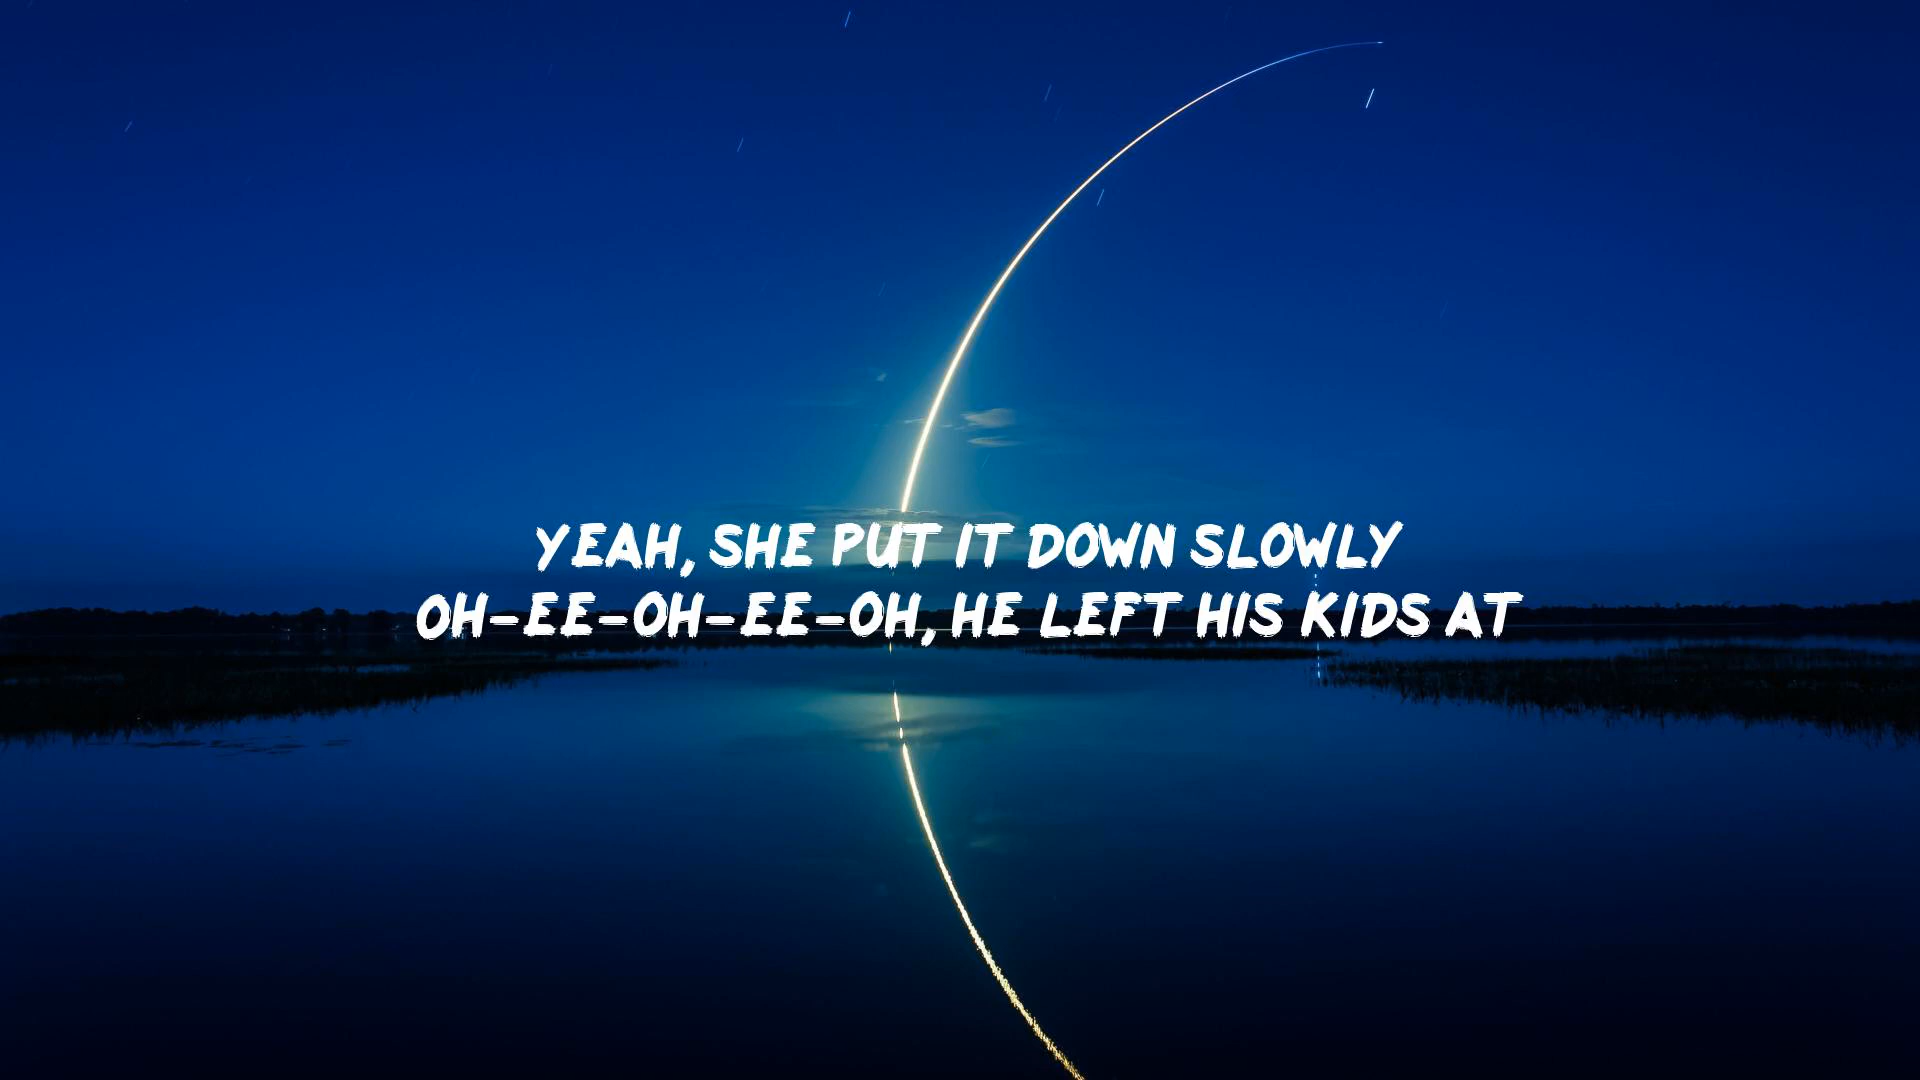 YEAH, SHE PUT IT DOWN SLOWLY
OH-EE-OH-EE-OH, HE LEFT HIS KIDS AT